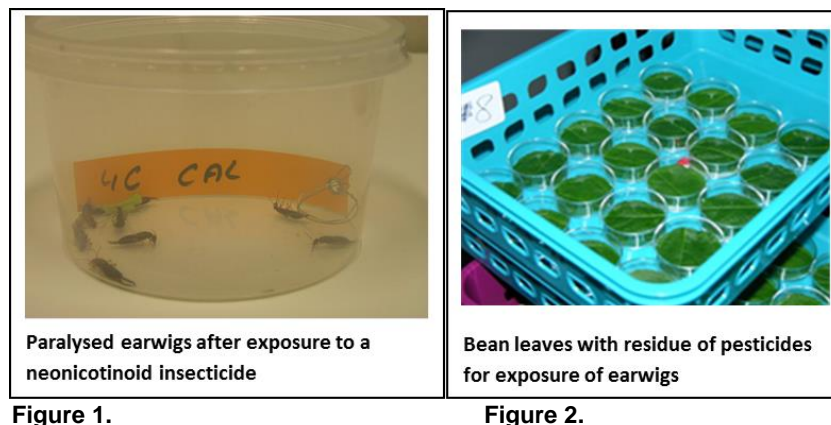 4C CAL
#8
Paralysed earwigs after exposure to a
neonicotinoid insecticide
Bean leaves with residue of pesticides
for exposure of earwigs
Figure 1.
Figure 2.